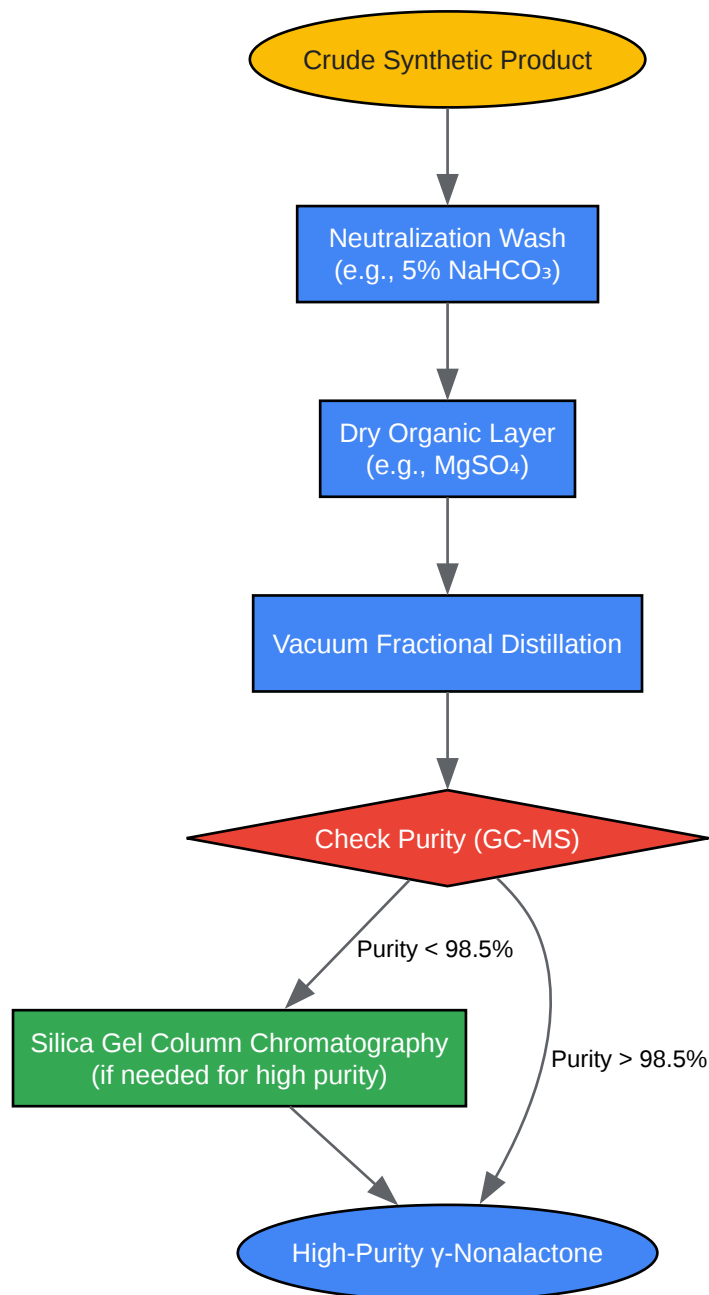 Crude Synthetic Product
Neutralization Wash
(e.g., 5% NaHCO₃)
Dry Organic Layer
(e.g., MgSO₄)
Vacuum Fractional Distillation
Check Purity (GC-MS)
Purity < 98.5%
Silica Gel Column Chromatography
(if needed for high purity)
Purity > 98.5%
High-Purity γ-Nonalactone